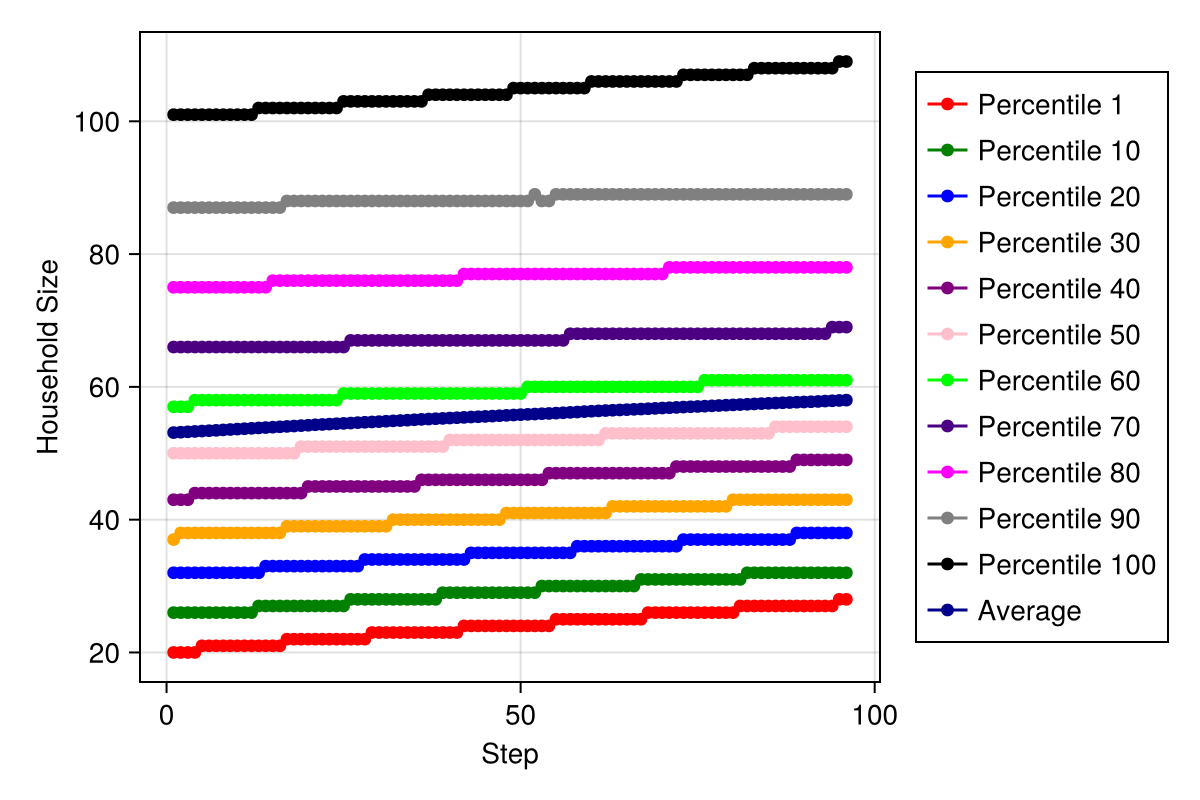 Household Size
100
80
60
40
20
0
50
100
Step
Percentile 1
Percentile 10
Percentile 20
Percentile 30
Percentile 40
Percentile 50
Percentile 60
Percentile 70
Percentile 80
Percentile 90
Percentile 100
Average